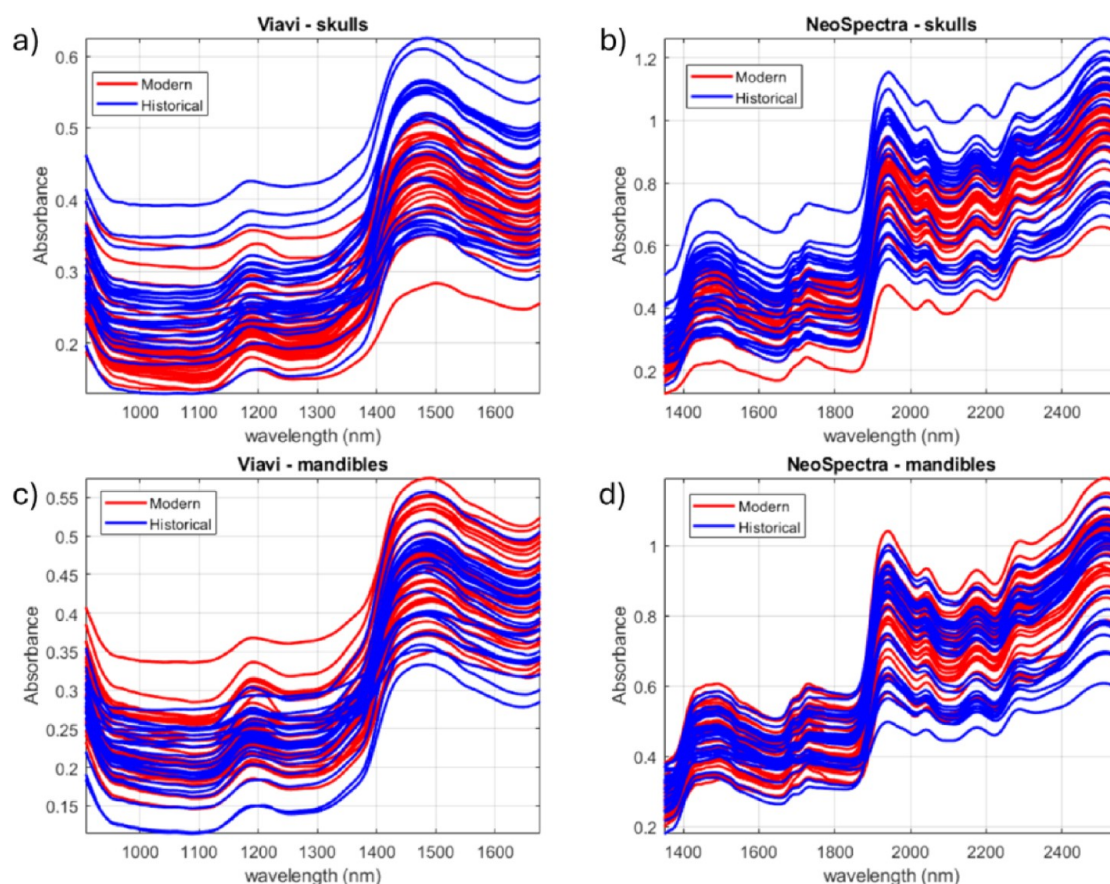 a)
Viavi - skulls
0.6
0.5
0.4
0.3
0.2
Absorbance
Modern
Historical
1000 1100 1200 1300 1400 1500 1600
wavelength (nm)
b)
NeoSpectra - skulls
1.2
1
0.8
0.6
0.4
0.2
Absorbance
Modern
Historical
1400 1600 1800 2000 2200 2400
wavelength (nm)
c)
Viavi - mandibles
0.55
0.5
0.45
0.4
0.35
0.3
0.25
0.2
0.15
Absorbance
Modern
Historical
1000 1100 1200 1300 1400 1500 1600
wavelength (nm)
d)
NeoSpectra - mandibles
1
0.8
0.6
0.4
0.2
Absorbance
Modern
Historical
1400 1600 1800 2000 2200 2400
wavelength (nm)